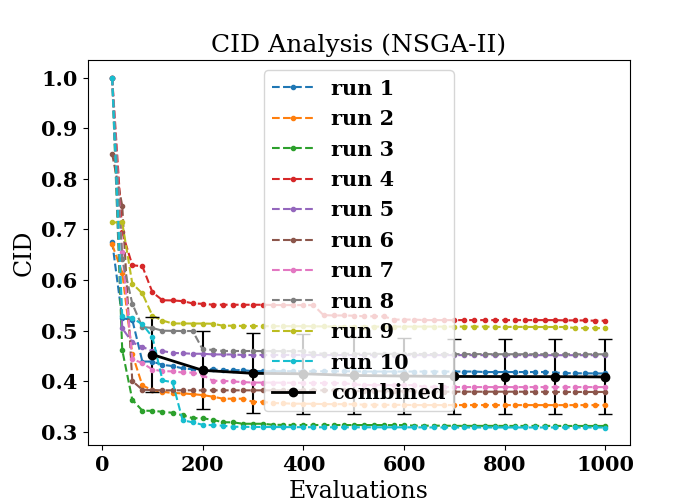 CID Analysis (NSGA-II)
CID
1.0
0.9
0.8
0.7
0.6
0.5
0.4
0.3
run 1
run 2
run 3
run 4
run 5
run 6
run 7
run 8
run 9
run 10
combined
0 200 400 600 800 1000
Evaluations